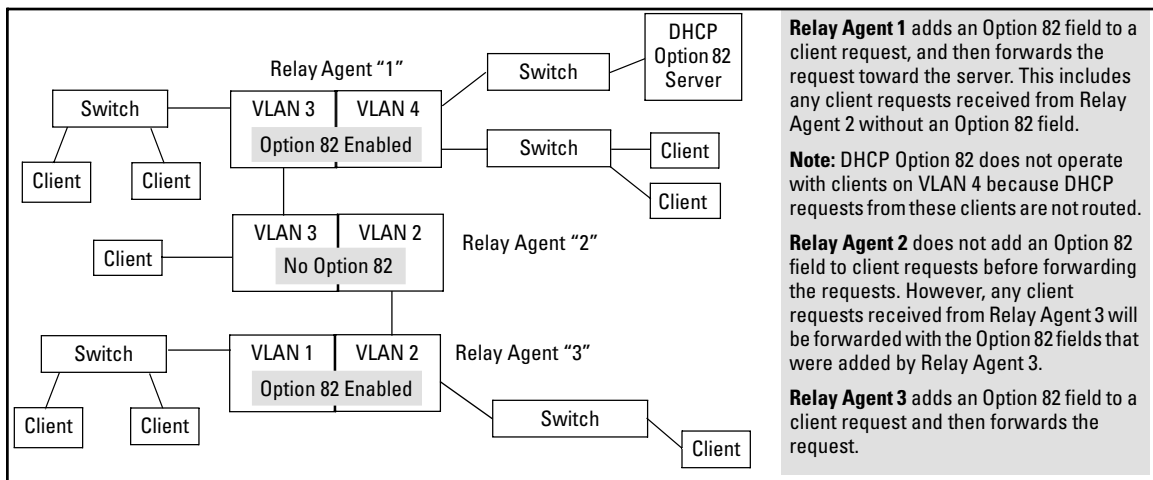 DHCP
Option 82
Server
Relay Agent “1”
Switch
Switch
VLAN 3
VLAN 4
Option 82 Enabled
Switch
Client
Client
Client
Client
VLAN 3
VLAN 2
Relay Agent “2”
Client
No Option 82
Switch
VLAN 1
VLAN 2
Relay Agent “3”
Option 82 Enabled
Client
Client
Switch
Client
Relay Agent 1 adds an Option 82 field to a
client request, and then forwards the
request toward the server. This includes
any client requests received from Relay
Agent 2 without an Option 82 field.
Note: DHCP Option 82 does not operate
with clients on VLAN 4 because DHCP
requests from these clients are not routed.
Relay Agent 2 does not add an Option 82
field to client requests before forwarding
the requests. However, any client
requests received from Relay Agent 3 will
be forwarded with the Option 82 fields that
were added by Relay Agent 3.
Relay Agent 3 adds an Option 82 field to a
client request and then forwards the
request.